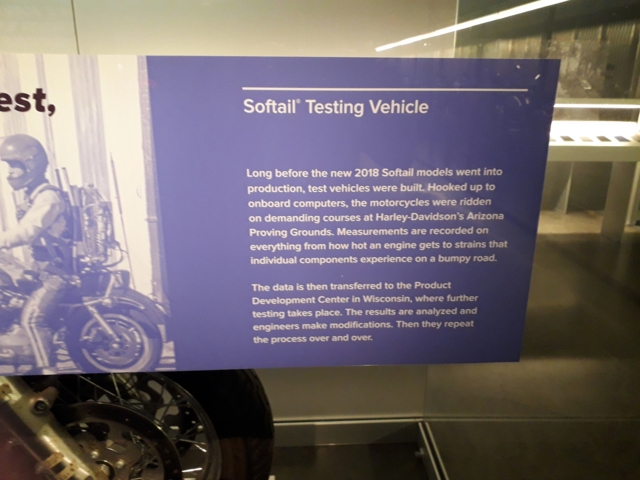 est,
Softail® Testing Vehicle
Long before the new 2018 Softail models went into
production, test vehicles were built. Hooked up to
onboard computers, the motorcycles were ridden
on demanding courses at Harley-Davidson's Arizona
Proving Grounds. Measurements are recorded on
everything from how hot an engine gets to strains that
individual components experience on a bumpy road.
The data is then transferred to the Product
Development Center in Wisconsin, where further
testing takes place. The results are analyzed and
engineers make modifications. Then they repeat
the process over and over.